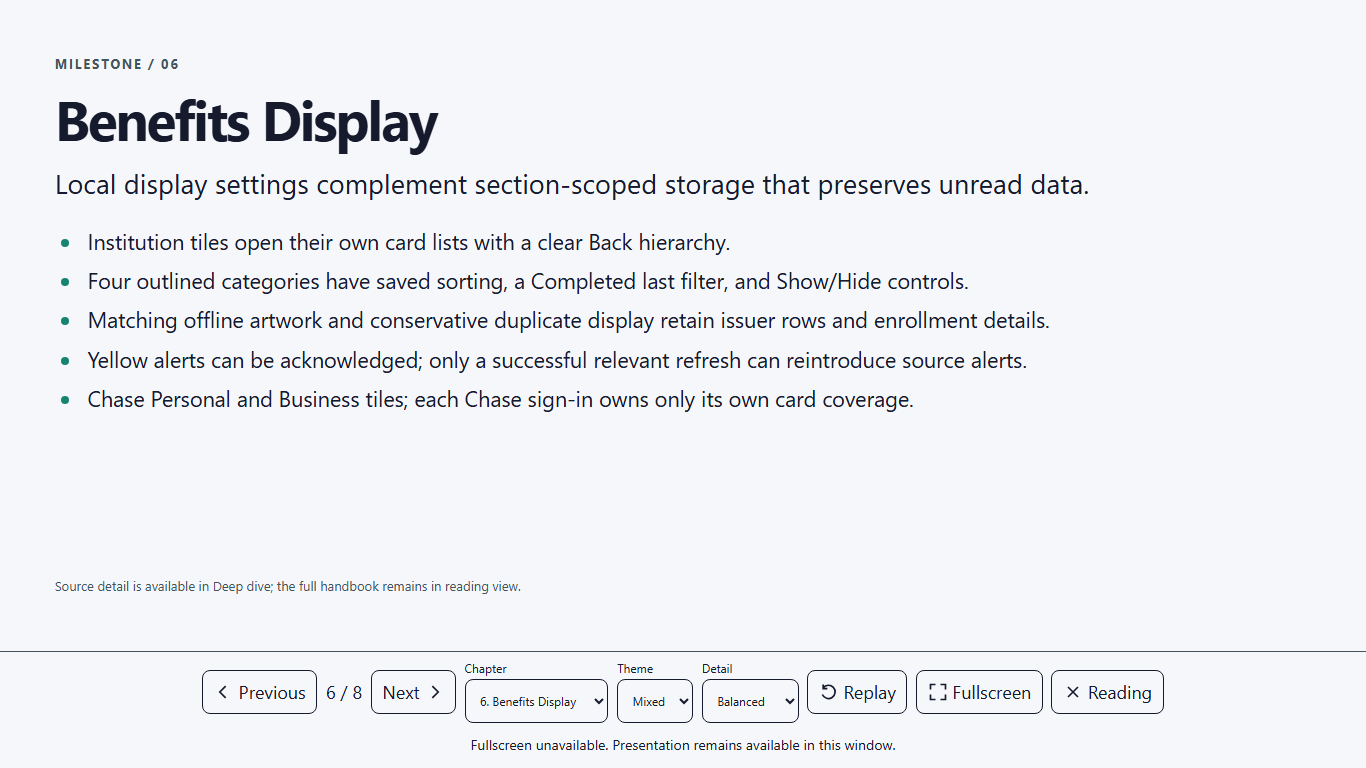 MILESTONE / 06
Benefits Display
Local display settings complement section-scoped storage that preserves unread data.
Institution tiles open their own card lists with a clear Back hierarchy.
Four outlined categories have saved sorting, a Completed last filter, and Show/Hide controls.
Matching offline artwork and conservative duplicate display retain issuer rows and enrollment details.
Yellow alerts can be acknowledged; only a successful relevant refresh can reintroduce source alerts.
Chase Personal and Business tiles; each Chase sign-in owns only its own card coverage.
Source detail is available in Deep dive; the full handbook remains in reading view.
Chapter Theme Detail
Previous 6 / 8 Next 6. Benefits Display Mixed Balanced Replay Fullscreen Reading
Fullscreen unavailable. Presentation remains available in this window.